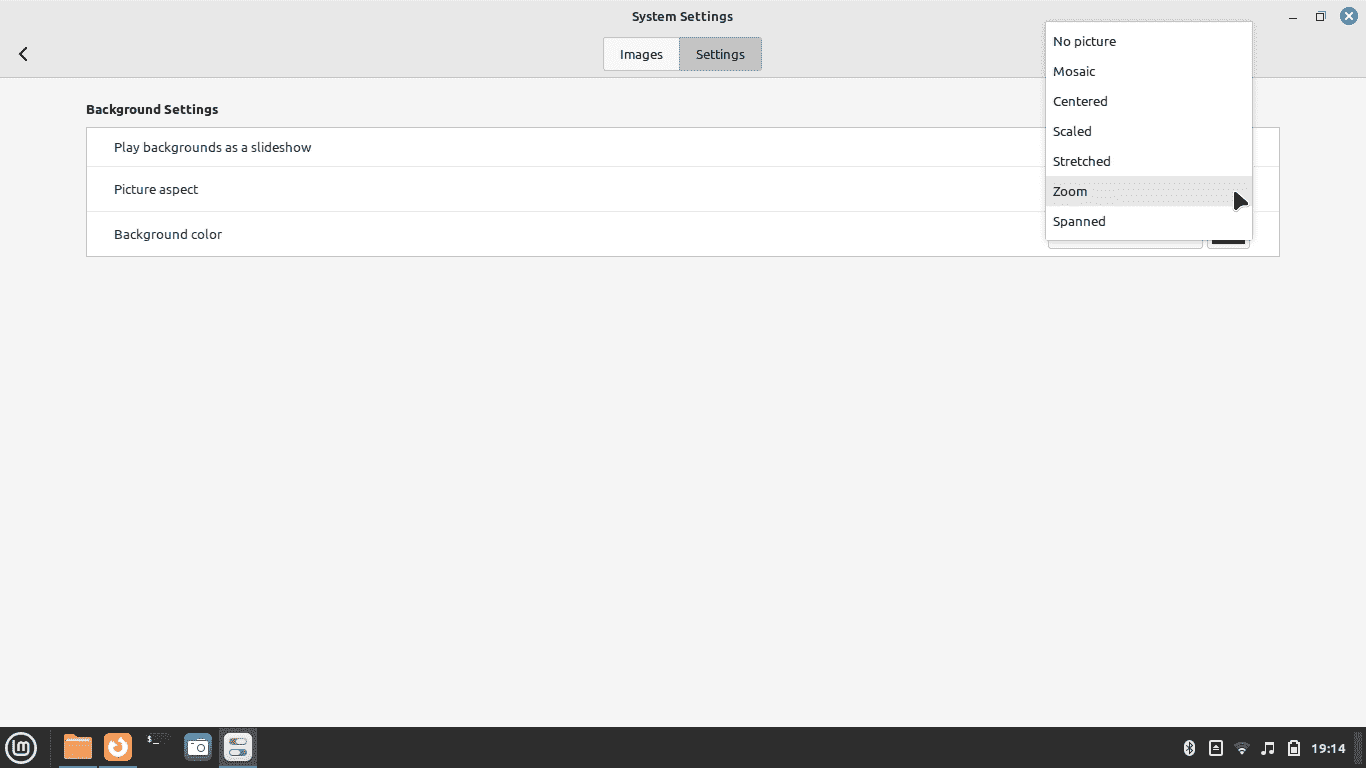 System Settings
Images
Settings
No picture
Mosaic
Centered
Scaled
Stretched
Zoom
Spanned
Background Settings
Play backgrounds as a slideshow
Picture aspect
Background color
$_
lm
19:14